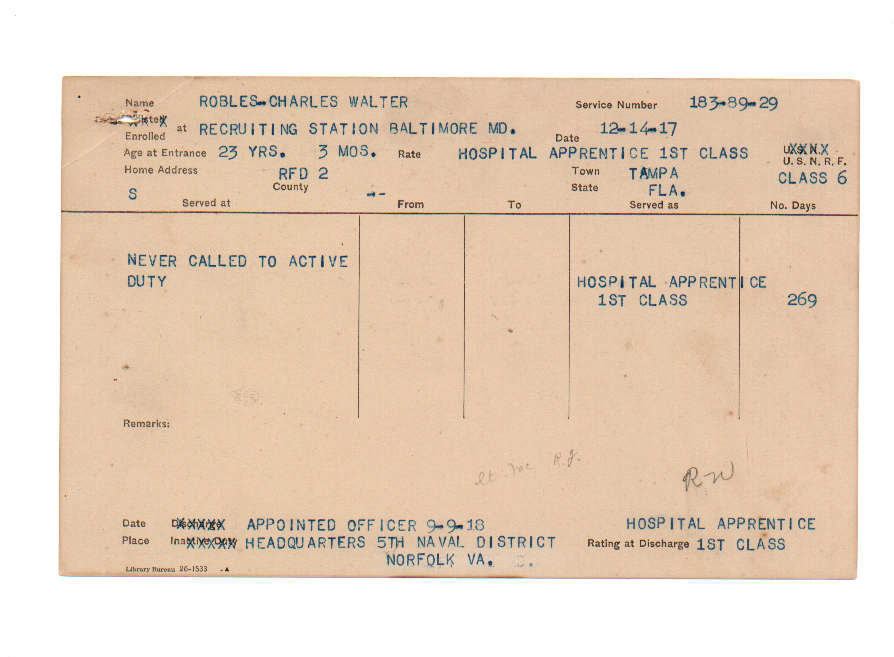 Name ROBLES-CHARLES WALTER Service Number 183-89-29
Enrolled at RECRUITING STATION BALTIMORE MD. Date 12-14-17
Age at Entrance 23 YRS. 3 MOS. Rate HOSPITAL APPRENTICE 1ST CLASS U.S.N.R.F.
Home Address RFD 2 Town TAMPA CLASS 6
S County -- State FLA.
Served at From To Served as No. Days
NEVER CALLED TO ACTIVE
DUTY HOSPITAL APPRENTICE
1ST CLASS 269
Remarks:
RW
Date APPOINTED OFFICER 9-9-18 HOSPITAL APPRENTICE
Place HEADQUARTERS 5TH NAVAL DISTRICT Rating at Discharge 1ST CLASS
NORFOLK VA.
Library Bureau 26-1533